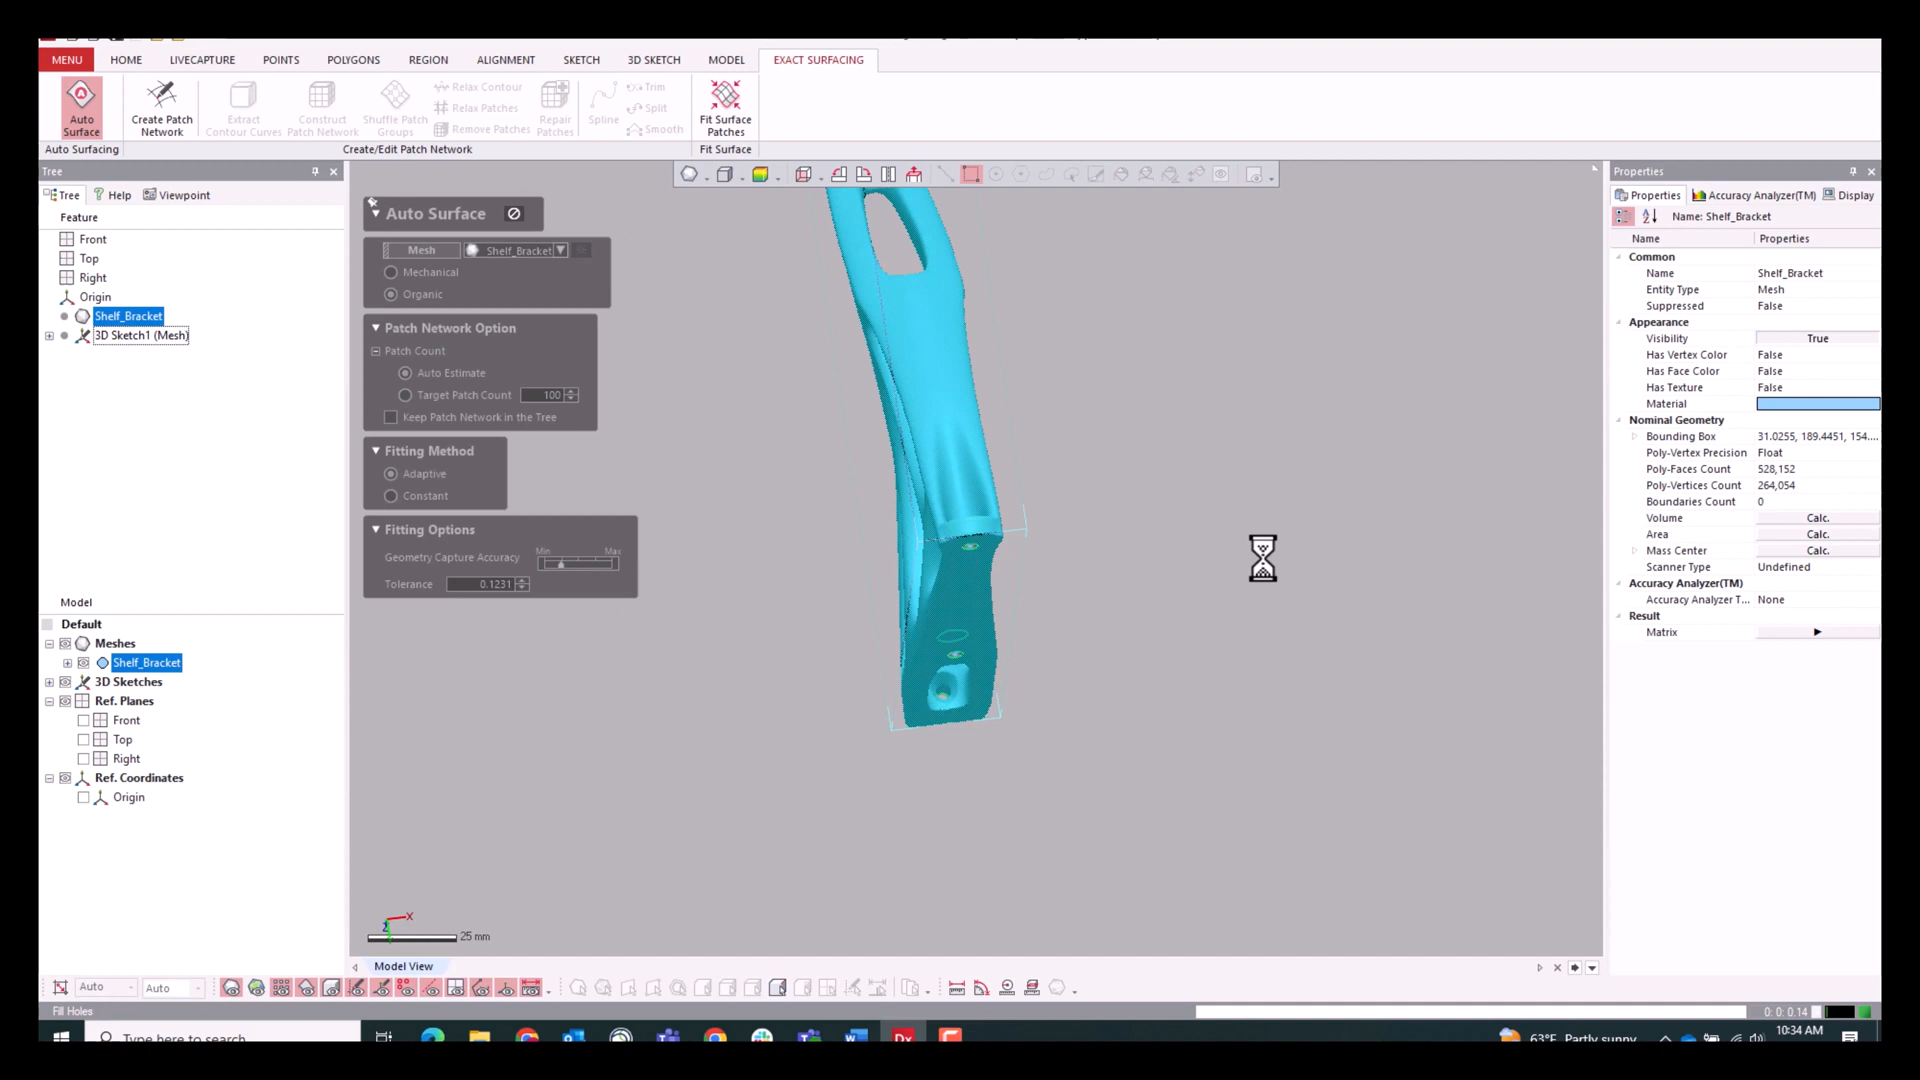 MENU HOME LIVECAPTURE POINTS POLYGONS REGION ALIGNMENT SKETCH 3D SKETCH MODEL EXACT SURFACING
Auto Surface
Create Patch Network
Extract Contour Curves
Construct Patch Network
Shuffle Patch Groups
Relax Contour
Relax Patches
Remove Patches
Repair Patches
Spline
Trim
Split
Smooth
Fit Surface Patches
Auto Surfacing Create/Edit Patch Network Fit Surface
Tree
Tree Help Viewpoint
Feature
Front
Top
Right
Origin
Shelf_Bracket
3D Sketch1 (Mesh)
Model
Default
Meshes
Shelf_Bracket
3D Sketches
Ref. Planes
Front
Top
Right
Ref. Coordinates
Origin
Auto Surface
Mesh Shelf_Bracket
Mechanical
Organic
Patch Network Option
Patch Count
Auto Estimate
Target Patch Count 100
Keep Patch Network in the Tree
Fitting Method
Adaptive
Constant
Fitting Options
Geometry Capture Accuracy Min Max
Tolerance 0.1231
X
Z
25 mm
Model View
Properties
Properties Accuracy Analyzer(TM) Display
Name: Shelf_Bracket
Name Properties
Common
Name Shelf_Bracket
Entity Type Mesh
Suppressed False
Appearance
Visibility True
Has Vertex Color False
Has Face Color False
Has Texture False
Material
Nominal Geometry
Bounding Box 31.0255, 189.4451, 154....
Poly-Vertex Precision Float
Poly-Faces Count 528,152
Poly-Vertices Count 264,054
Boundaries Count 0
Volume Calc.
Area Calc.
Mass Center Calc.
Scanner Type Undefined
Accuracy Analyzer(TM)
Accuracy Analyzer T... None
Result
Matrix
Auto Auto
Fill Holes 0: 0: 0.14
Type here to search Dx 63°F Partly sunny 10:34 AM